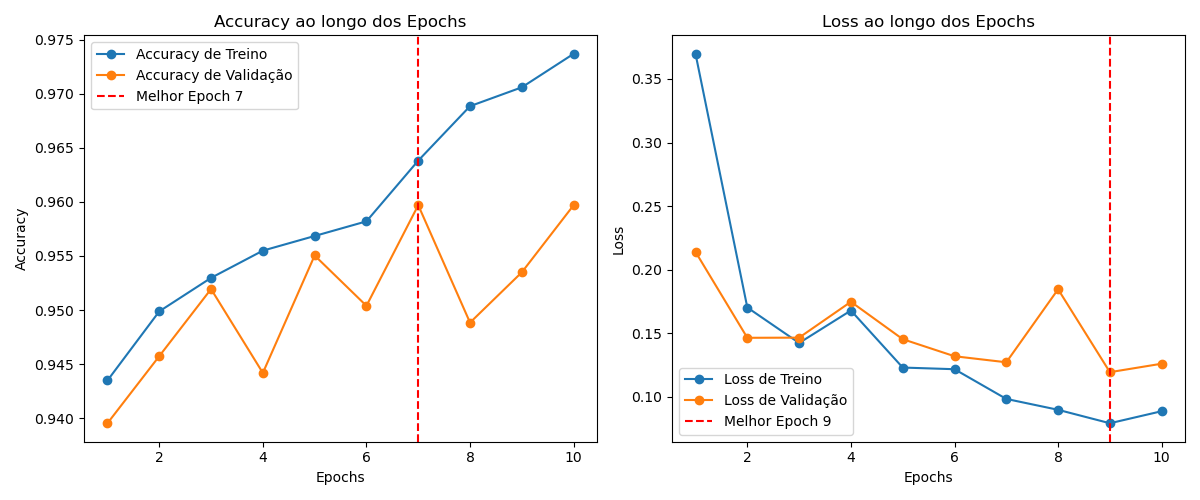 Accuracy ao longo dos Epochs
0.975
0.970
0.965
0.960
0.955
0.950
0.945
0.940
Accuracy
Accuracy de Treino
Accuracy de Validação
Melhor Epoch 7
2 4 6 8 10
Epochs
Loss ao longo dos Epochs
0.35
0.30
0.25
0.20
0.15
0.10
Loss
Loss de Treino
Loss de Validação
Melhor Epoch 9
2 4 6 8 10
Epochs